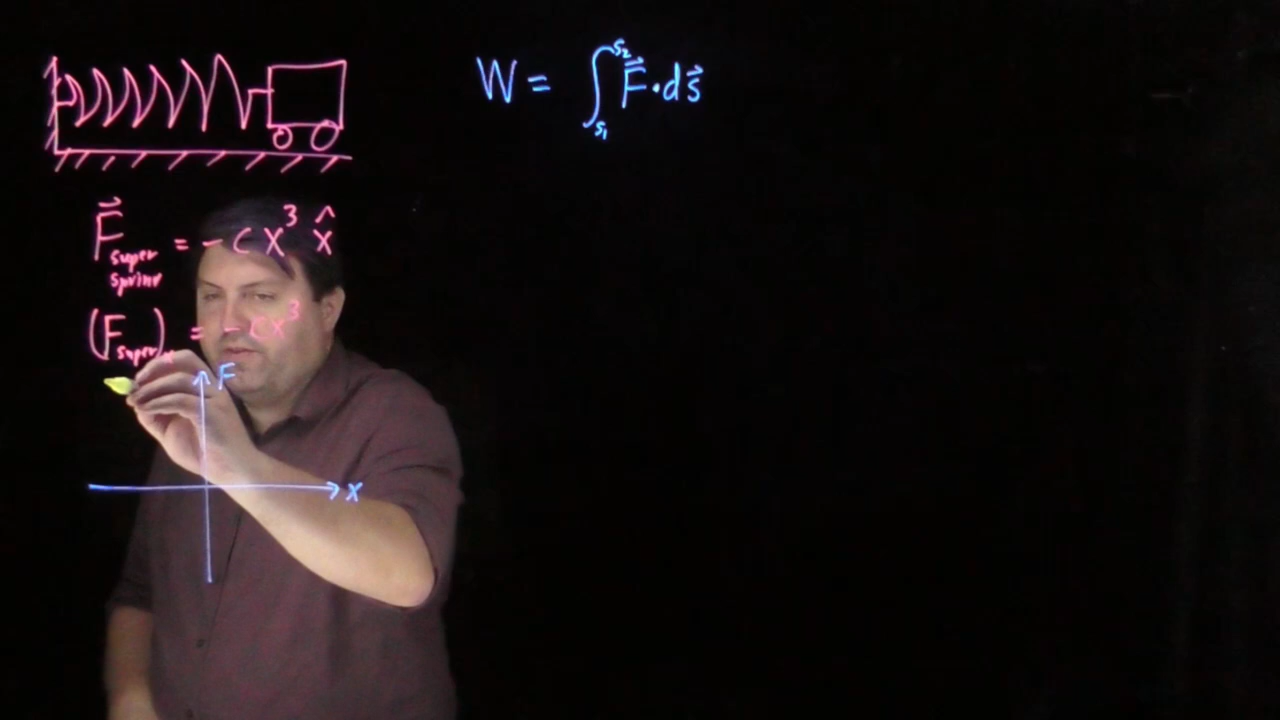 W = ∫_{s₁}^{s₂} F⃗ · ds⃗
F⃗_{super spring} = - c x³ x̂
(F_{super})ₓ = - c x³
F
x